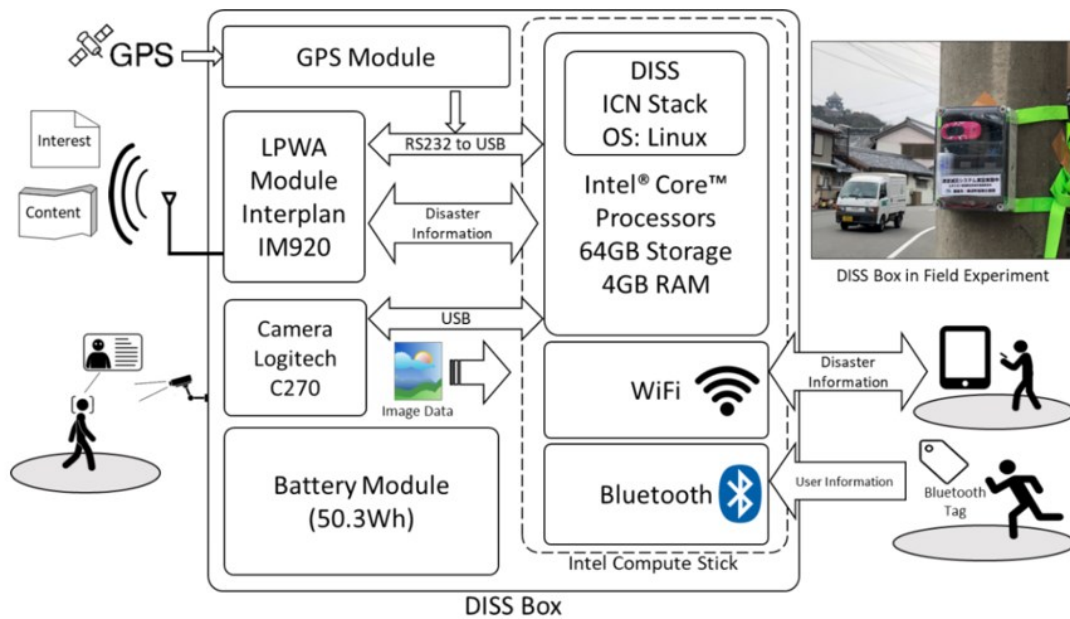 GPS
GPS Module
Interest
Content
LPWA
Module
Interplan
IM920
RS232 to USB
Disaster
Information
DISS
ICN Stack
OS: Linux
Intel® Core™
Processors
64GB Storage
4GB RAM
DISS Box in Field Experiment
Camera
Logitech
C270
USB
Image Data
WiFi
Disaster
Information
Battery Module
(50.3Wh)
Bluetooth
User Information
Bluetooth
Tag
Intel Compute Stick
DISS Box